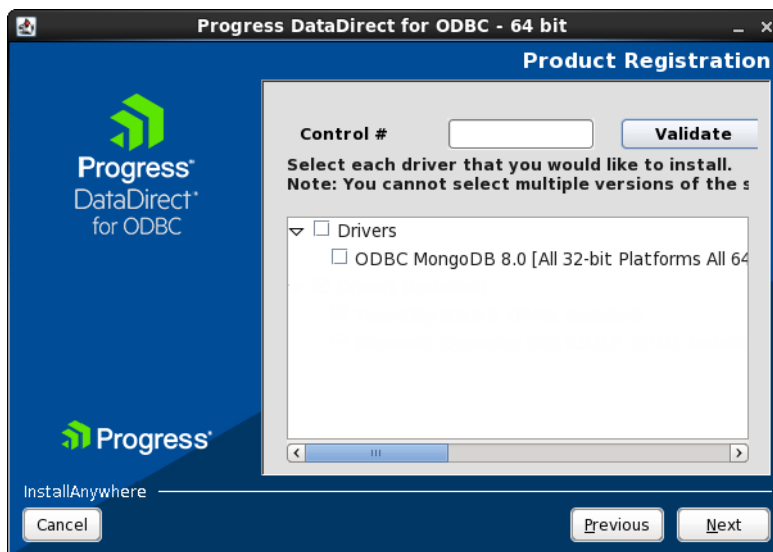 Progress DataDirect for ODBC - 64 bit
Product Registration
Progress
DataDirect
for ODBC
Control #
Validate
Select each driver that you would like to install.
Note: You cannot select multiple versions of the s
Drivers
ODBC MongoDB 8.0 [All 32-bit Platforms All 64
Progress
InstallAnywhere
Cancel
Previous
Next